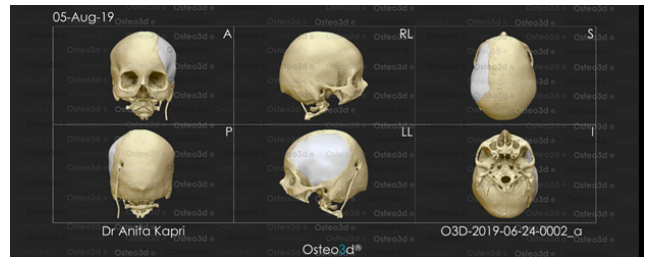 05-Aug-19
A
RL
S
P
LL
I
Dr Anita Kapri
O3D-2019-06-24-0002_a
Osteo3d®